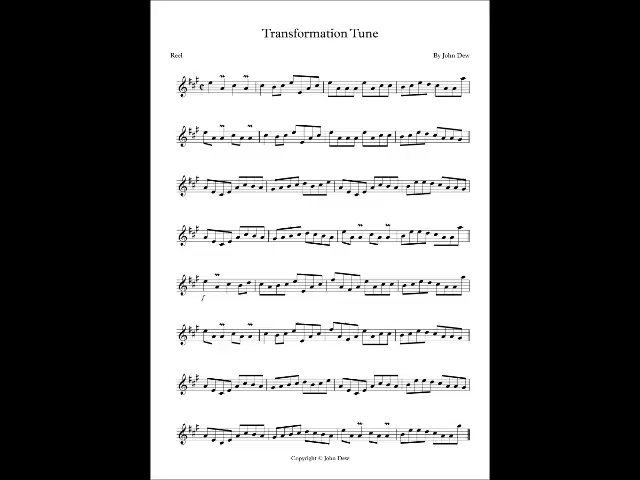 Transformation Tune
Reel
By John Dew
f
Copyright © John Dew